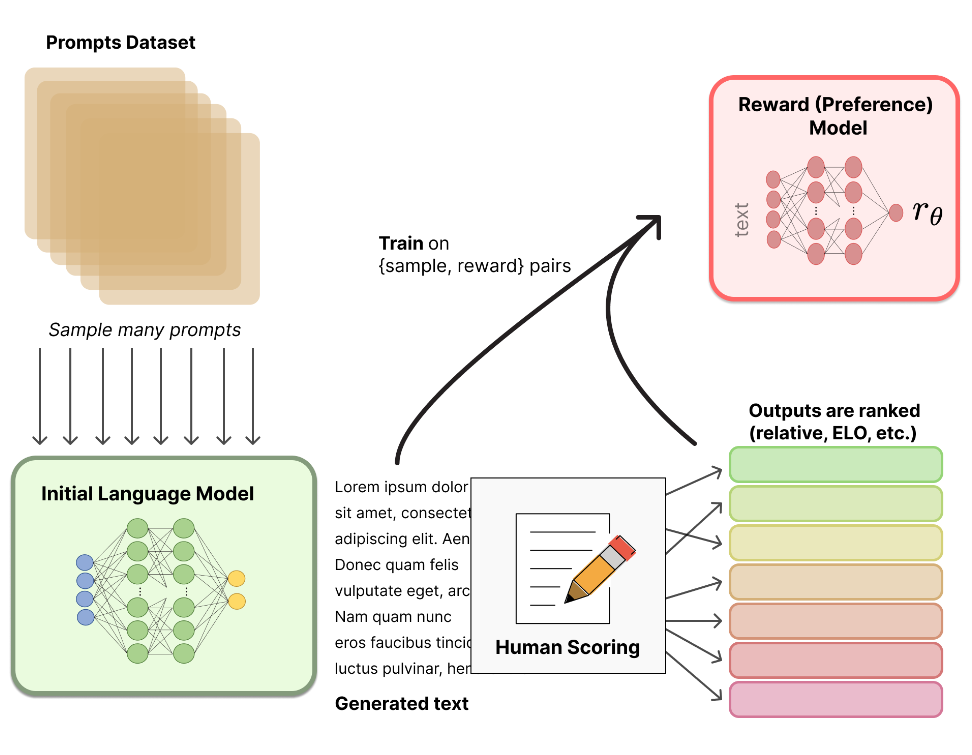 Prompts Dataset
Sample many prompts
Initial Language Model
Train on
{sample, reward} pairs
Reward (Preference)
Model
text
rθ
Outputs are ranked
(relative, ELO, etc.)
Lorem ipsum dolor
sit amet, consectet
adipiscing elit. Aen
Donec quam felis
vulputate eget, arc
Nam quam nunc
eros faucibus tincid
luctus pulvinar, her
Generated text
Human Scoring